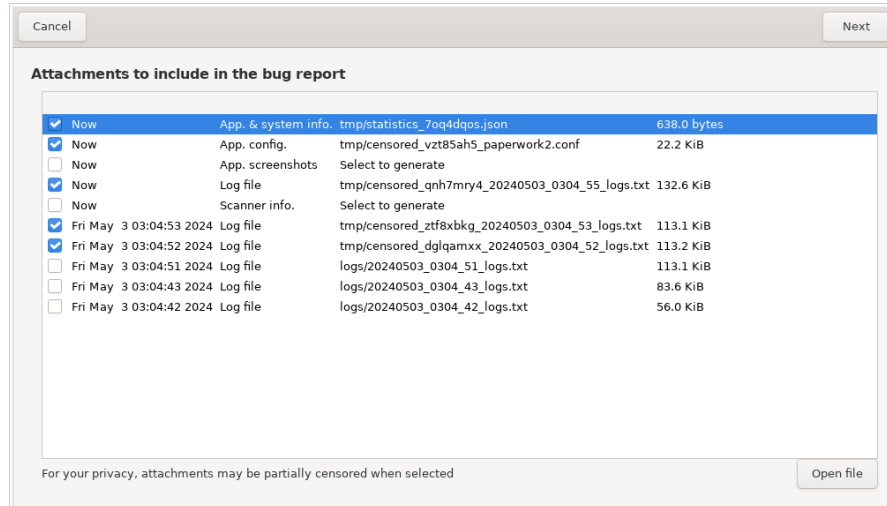 Cancel Next
Attachments to include in the bug report
Now App. & system info. tmp/statistics_7oq4dqos.json 638.0 bytes
Now App. config. tmp/censored_vzt85ah5_paperwork2.conf 22.2 KiB
Now App. screenshots Select to generate
Now Log file tmp/censored_qnh7mry4_20240503_0304_55_logs.txt 132.6 KiB
Now Scanner info. Select to generate
Fri May 3 03:04:53 2024 Log file tmp/censored_ztf8xbkg_20240503_0304_53_logs.txt 113.1 KiB
Fri May 3 03:04:52 2024 Log file tmp/censored_dglqamxx_20240503_0304_52_logs.txt 113.2 KiB
Fri May 3 03:04:51 2024 Log file logs/20240503_0304_51_logs.txt 113.1 KiB
Fri May 3 03:04:43 2024 Log file logs/20240503_0304_43_logs.txt 83.6 KiB
Fri May 3 03:04:42 2024 Log file logs/20240503_0304_42_logs.txt 56.0 KiB
For your privacy, attachments may be partially censored when selected Open file